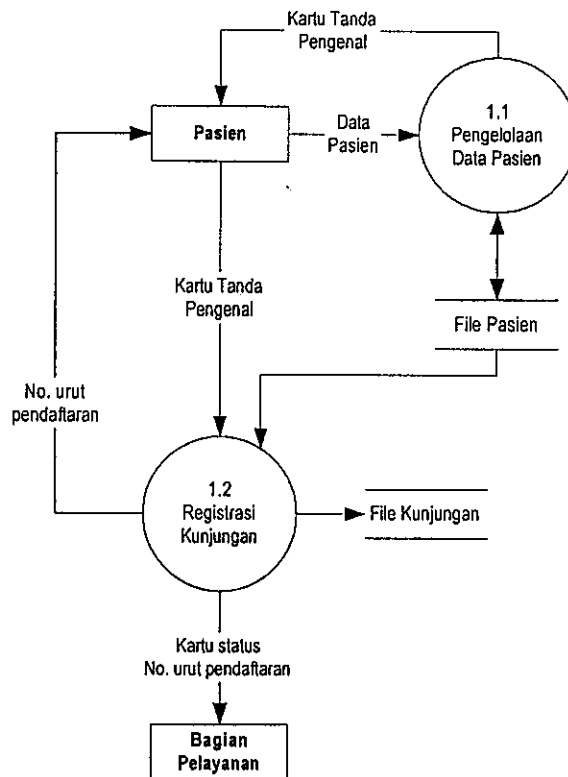 Kartu Tanda
Pengenal
1.1
Pengelolaan
Data Pasien
Pasien
Data
Pasien
Kartu Tanda
Pengenal
File Pasien
No. urut
pendaftaran
1.2
Registrasi
Kunjungan
File Kunjungan
Kartu status
No. urut pendaftaran
Bagian
Pelayanan